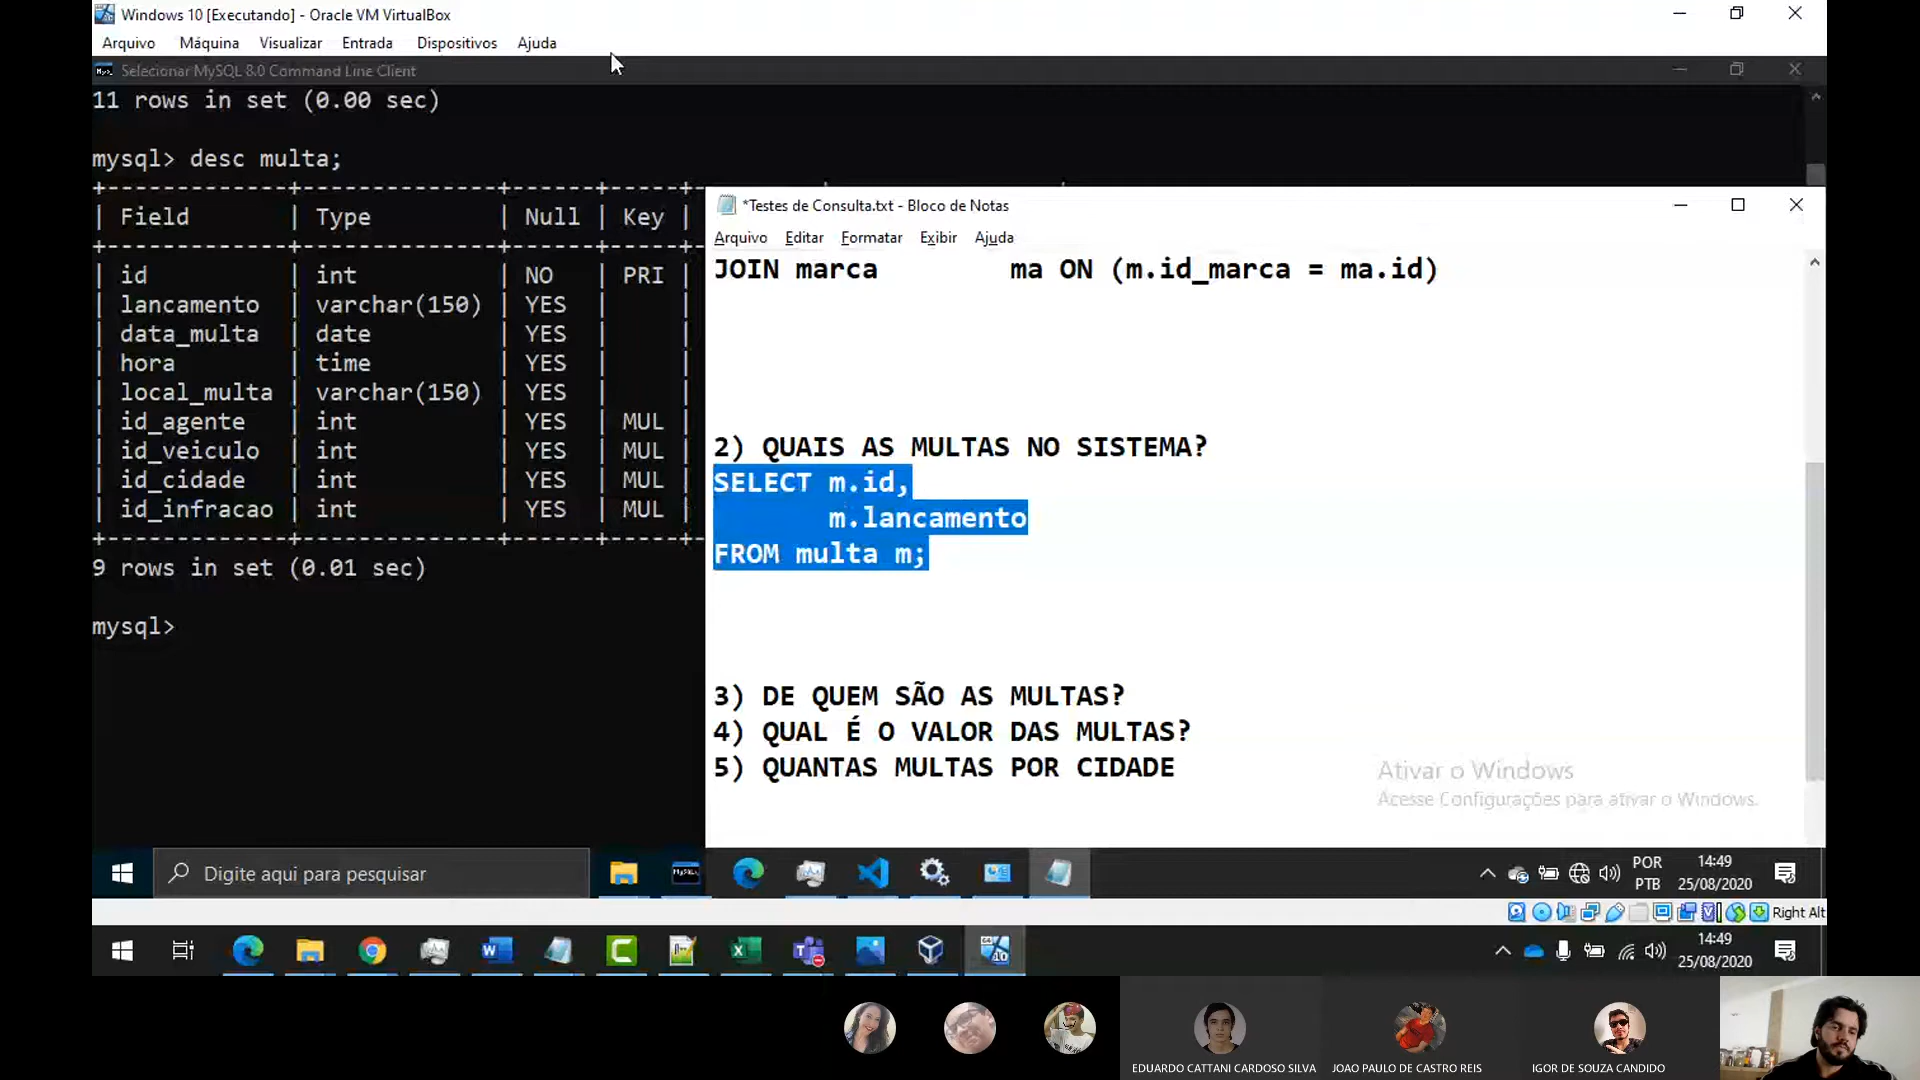 Windows 10 [Executando] - Oracle VM VirtualBox
Arquivo Máquina Visualizar Entrada Dispositivos Ajuda
Selecionar MySQL 8.0 Command Line Client
11 rows in set (0.00 sec)
mysql> desc multa;
| Field | Type | Null | Key |
| id | int | NO | PRI |
| lancamento | varchar(150) | YES | |
| data_multa | date | YES | |
| hora | time | YES | |
| local_multa | varchar(150) | YES | |
| id_agente | int | YES | MUL |
| id_veiculo | int | YES | MUL |
| id_cidade | int | YES | MUL |
| id_infracao | int | YES | MUL |
9 rows in set (0.01 sec)
mysql>
*Testes de Consulta.txt - Bloco de Notas
Arquivo Editar Formatar Exibir Ajuda
JOIN marca ma ON (m.id_marca = ma.id)
2) QUAIS AS MULTAS NO SISTEMA?
SELECT m.id,
m.lancamento
FROM multa m;
3) DE QUEM SÃO AS MULTAS?
4) QUAL É O VALOR DAS MULTAS?
5) QUANTAS MULTAS POR CIDADE
Ativar o Windows
Acesse Configurações para ativar o Windows.
Digite aqui para pesquisar
POR
PTB
14:49
25/08/2020
Right Alt
14:49
25/08/2020
EDUARDO CATTANI CARDOSO SILVA
JOAO PAULO DE CASTRO REIS
IGOR DE SOUZA CANDIDO